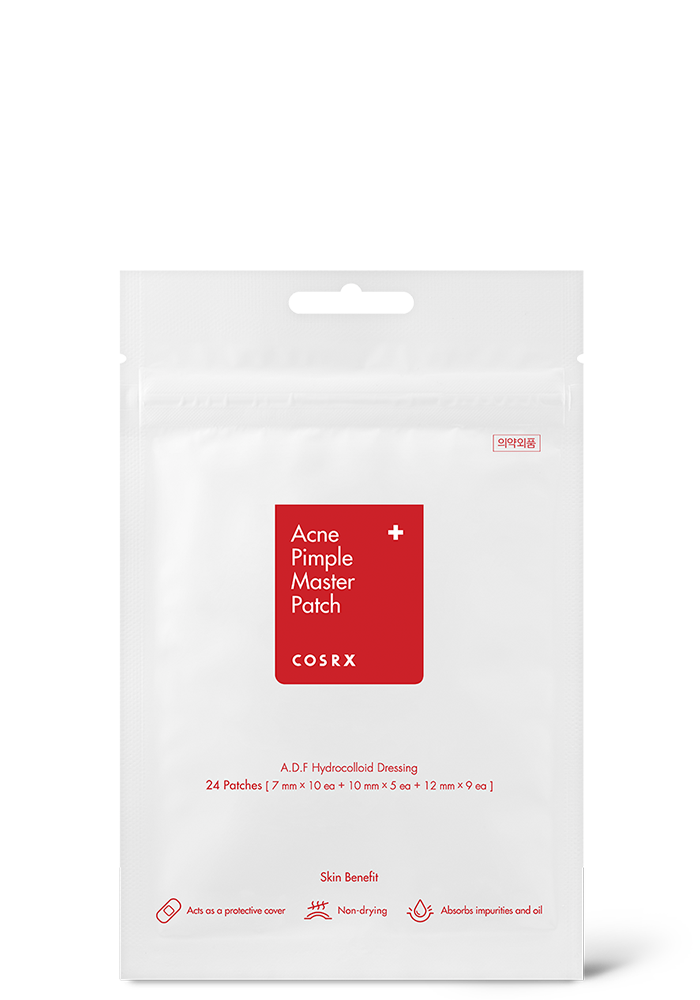 의약외품
Acne
Pimple
Master
Patch
COSRX
A.D.F Hydrocolloid Dressing
24 Patches [ 7 mm x 10 ea + 10 mm x 5 ea + 12 mm x 9 ea ]
Skin Benefit
Acts as a protective cover
Non-drying
Absorbs impurities and oil